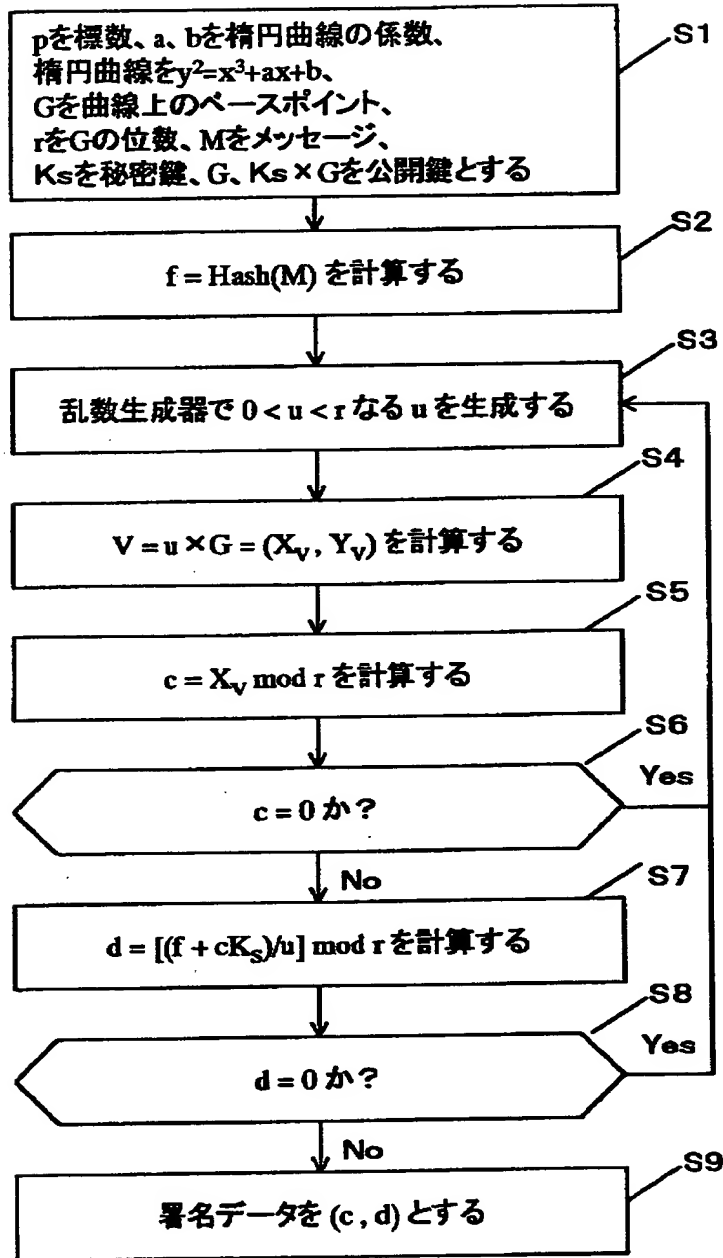 pを標数、a、bを楕円曲線の係数、
楕円曲線をy²=x³+ax+b、
Gを曲線上のベースポイント、
rをGの位数、Mをメッセージ、
Ksを秘密鍵、G、Ks×Gを公開鍵とする
S1
f = Hash(M) を計算する
S2
乱数生成器で 0 < u < r なる u を生成する
S3
V = u × G = (X_V , Y_V) を計算する
S4
c = X_V mod r を計算する
S5
c = 0 か?
S6
Yes
No
d = [(f + cK_S)/u] mod r を計算する
S7
d = 0 か?
S8
Yes
No
署名データを (c , d) とする
S9